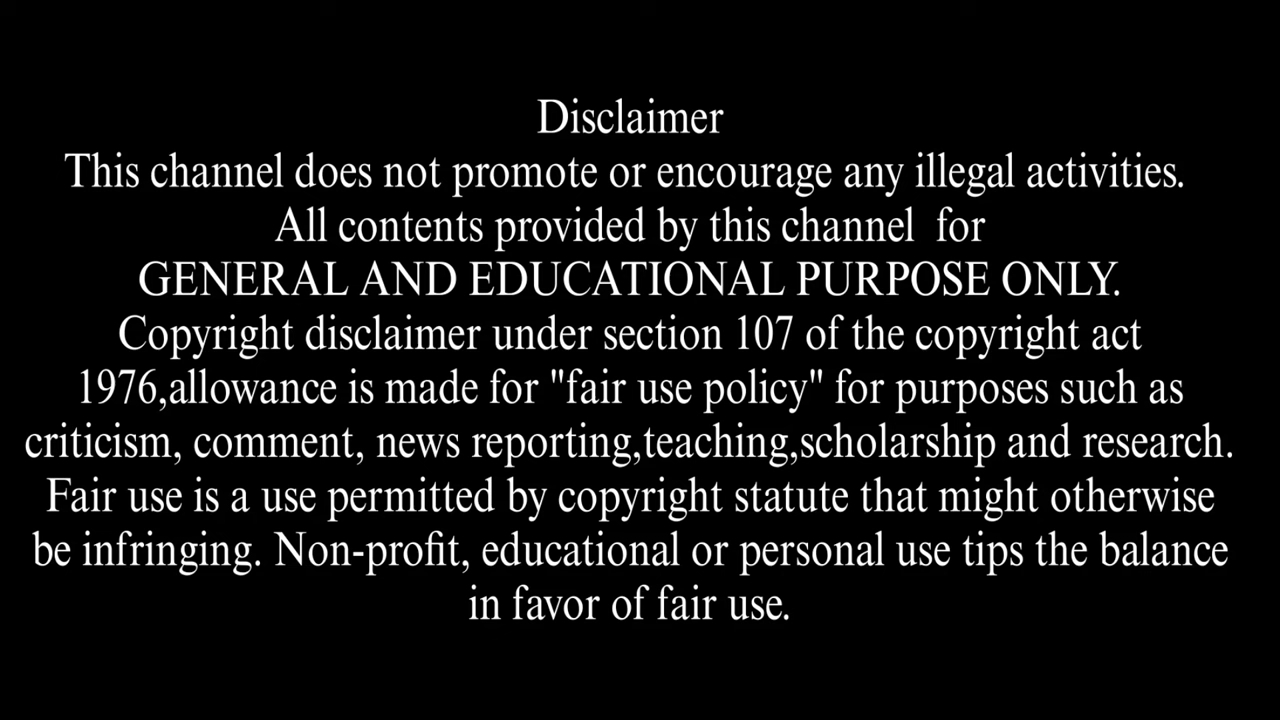 Disclaimer
This channel does not promote or encourage any illegal activities.
All contents provided by this channel  for
GENERAL AND EDUCATIONAL PURPOSE ONLY.
Copyright disclaimer under section 107 of the copyright act
1976,allowance is made for "fair use policy" for purposes such as
criticism, comment, news reporting,teaching,scholarship and research.
Fair use is a use permitted by copyright statute that might otherwise
be infringing. Non-profit, educational or personal use tips the balance
in favor of fair use.